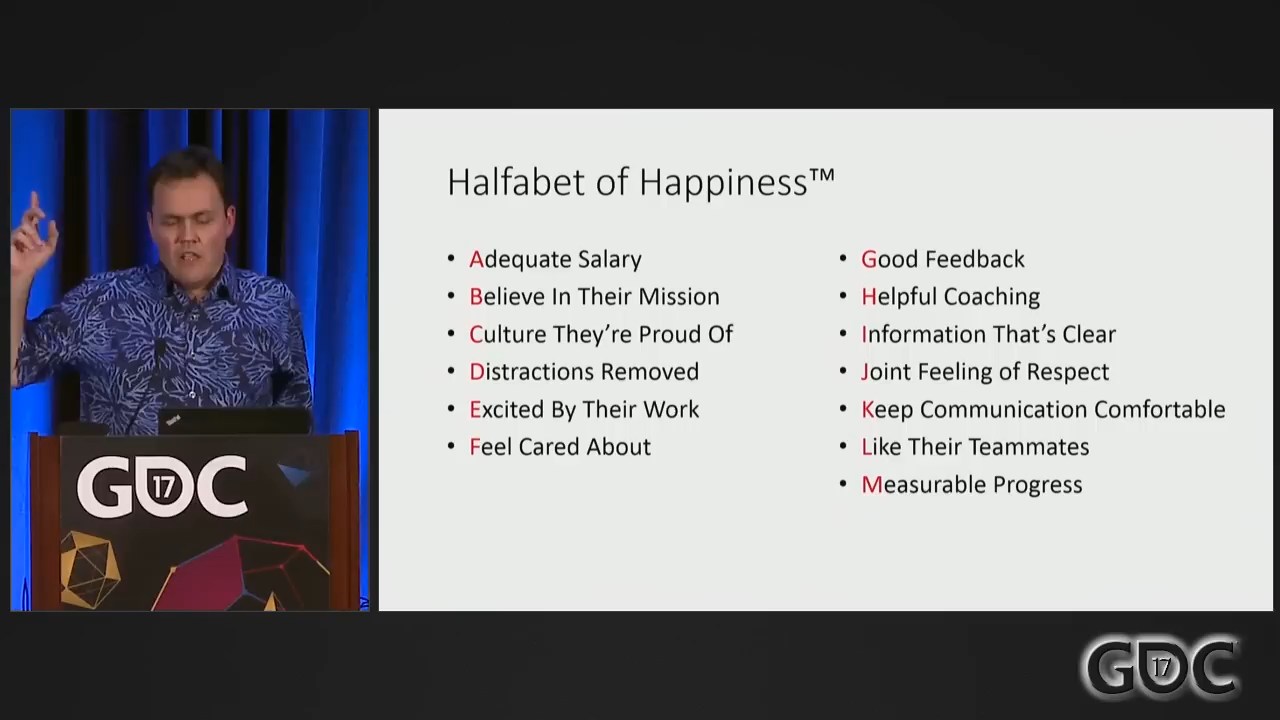 Halfabet of Happiness™
• Adequate Salary
• Believe In Their Mission
• Culture They’re Proud Of
• Distractions Removed
• Excited By Their Work
• Feel Cared About
• Good Feedback
• Helpful Coaching
• Information That’s Clear
• Joint Feeling of Respect
• Keep Communication Comfortable
• Like Their Teammates
• Measurable Progress
ThinkPad
GDC 17
GDC 17